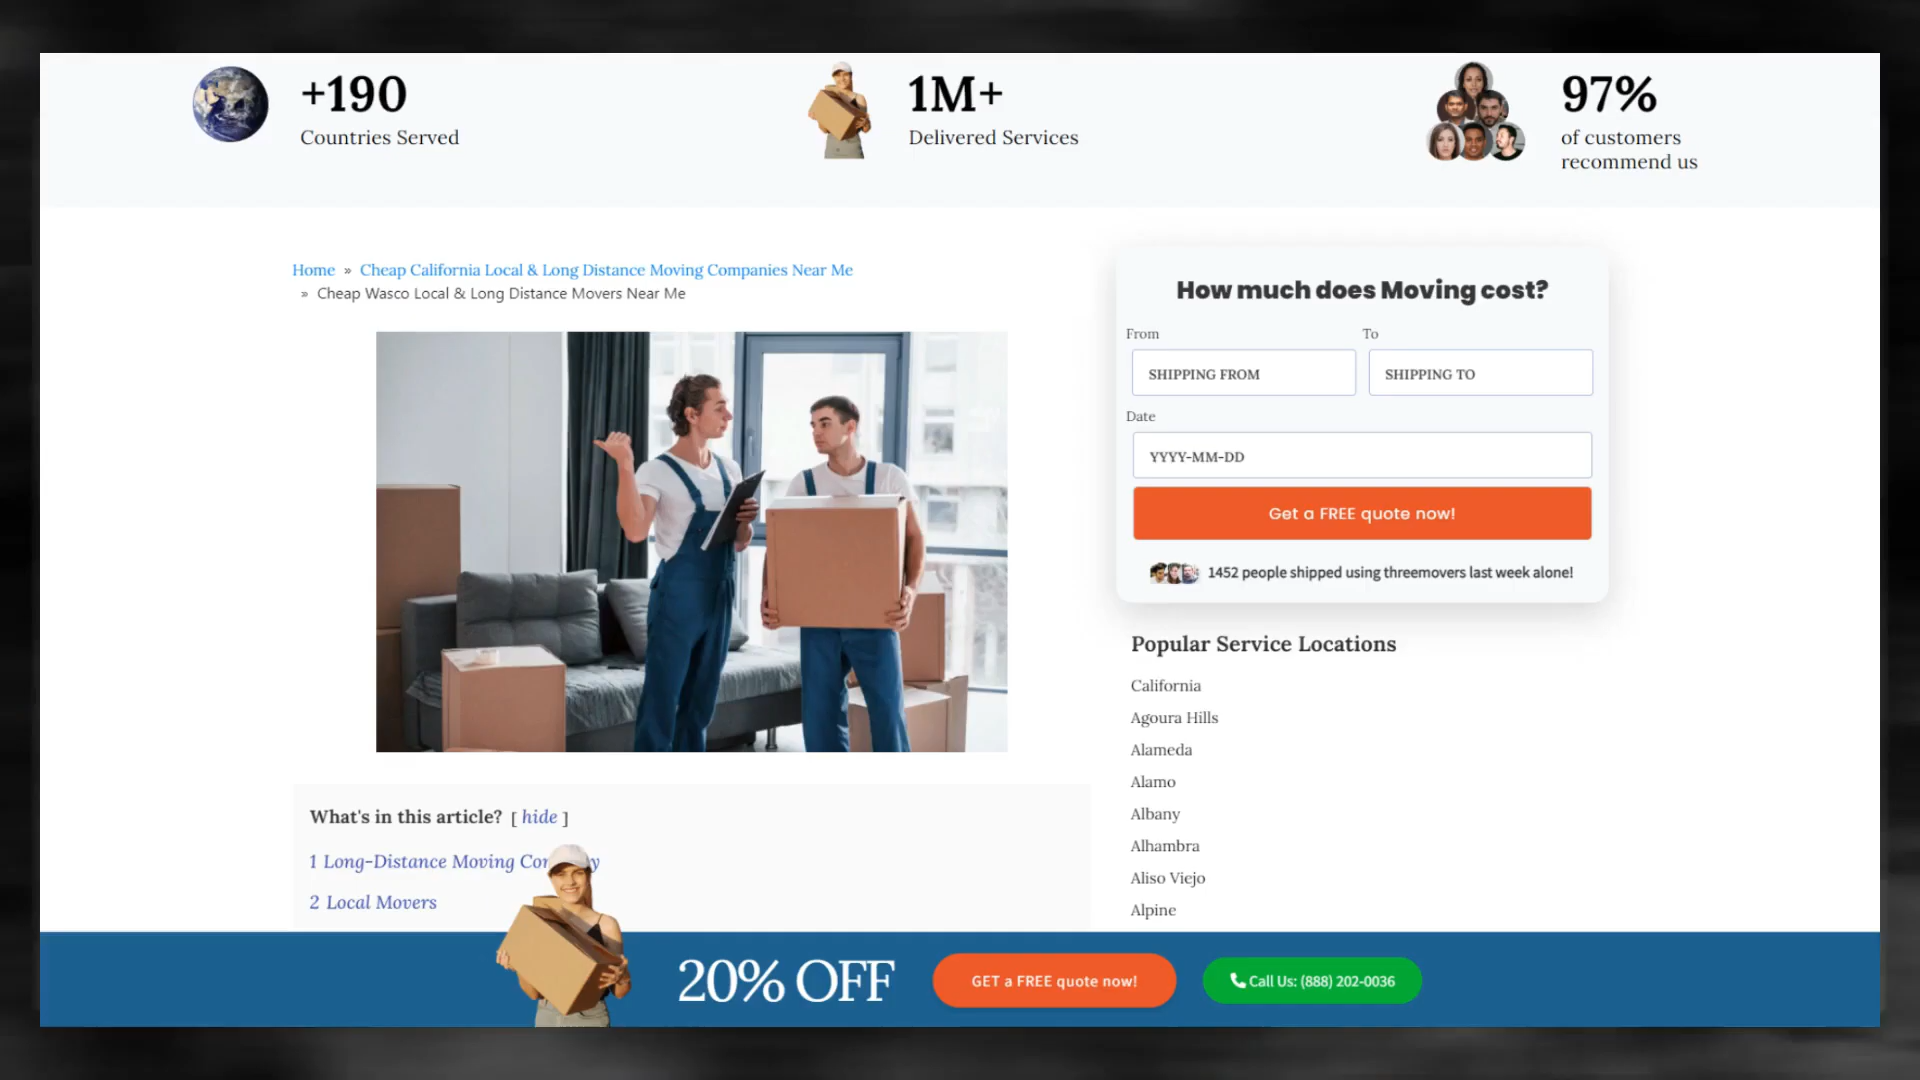 +190
Countries Served
1M+
Delivered Services
97%
of customers
recommend us
Home » Cheap California Local & Long Distance Moving Companies Near Me
» Cheap Wasco Local & Long Distance Movers Near Me
What's in this article? [ hide ]
1 Long-Distance Moving Co
2 Local Movers
How much does Moving cost?
From
To
SHIPPING FROM
SHIPPING TO
Date
YYYY-MM-DD
Get a FREE quote now!
1452 people shipped using threemovers last week alone!
Popular Service Locations
California
Agoura Hills
Alameda
Alamo
Albany
Alhambra
Aliso Viejo
Alpine
20% OFF
GET a FREE quote now!
Call Us: (888) 202-0036